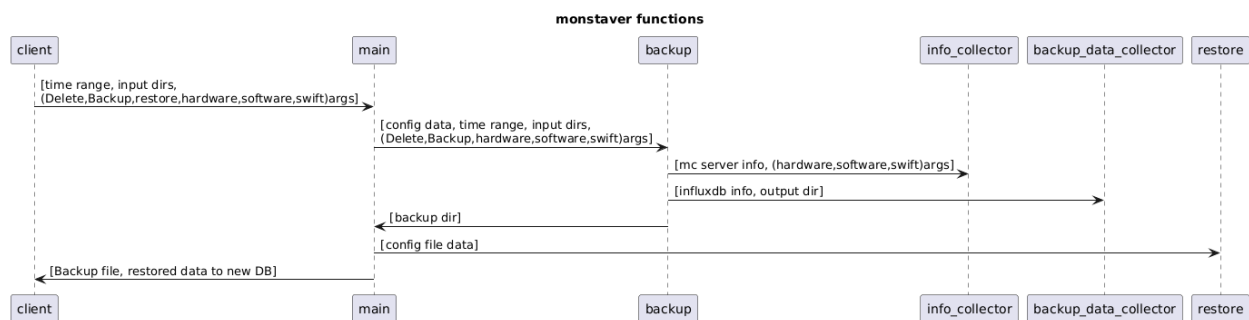 monstaver functions
client
main
backup
info_collector
backup_data_collector
restore
[time range, input dirs,
(Delete,Backup,restore,hardware,software,swift)args]
[config data, time range, input dirs,
(Delete,Backup,hardware,software,swift)args]
[mc server info, (hardware,software,swift)args]
[influxdb info, output dir]
[backup dir]
[config file data]
[Backup file, restored data to new DB]
client
main
backup
info_collector
backup_data_collector
restore